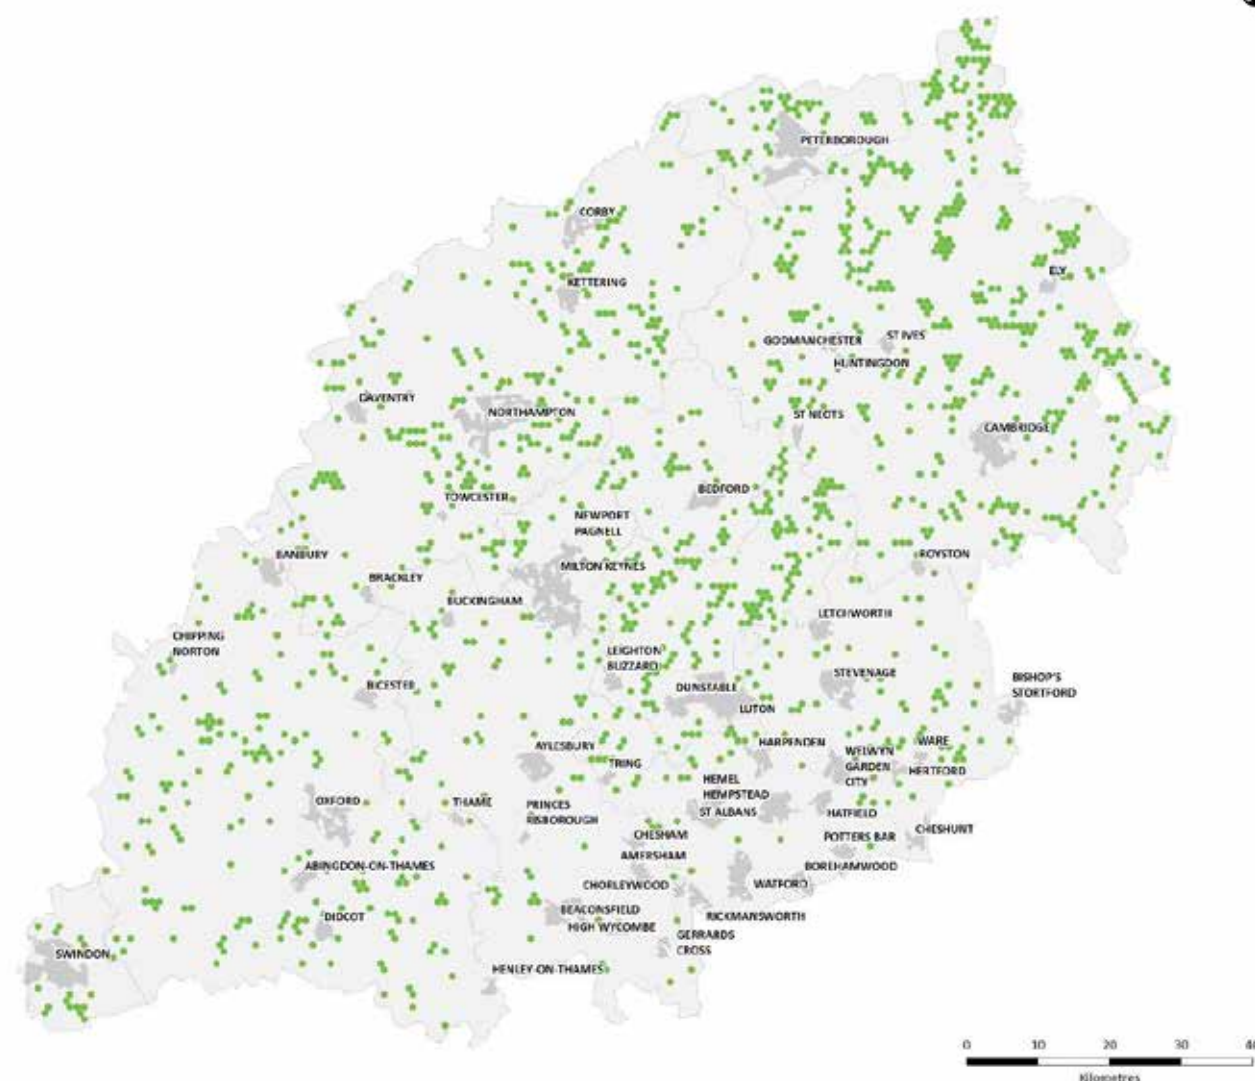 PETERBOROUGH
CORBY
ELY
KETTERING
GODMANCHESTER
ST IVES
HUNTINGDON
DAVENTRY
NORTHAMPTON
ST NEOTS
CAMBRIDGE
BEDFORD
TOWCESTER
NEWPORT
PAGNELL
BANBURY
ROYSTON
MILTON KEYNES
BRACKLEY
BUCKINGHAM
LETCHWORTH
CHIPPING
NORTON
LEIGHTON
BUZZARD
STEVENAGE
BISHOP'S
STORTFORD
BICESTER
DUNSTABLE
LUTON
HARPENDEN
WARE
AYLESBURY
WELWYN
GARDEN
CITY
TRING
HERTFORD
HEMEL
HEMPSTEAD
OXFORD
THAME
PRINCES
RISBOROUGH
ST ALBANS
HATFIELD
CHESHAM
POTTERS BAR
CHESHUNT
AMERSHAM
ABINGDON-ON-THAMES
BOREHAMWOOD
CHORLEYWOOD
WATFORD
BEACONSFIELD
DIDCOT
RICKMANSWORTH
HIGH WYCOMBE
GERRARDS
CROSS
SWINDON
HENLEY-ON-THAMES
0 10 20 30 40
Kilometres